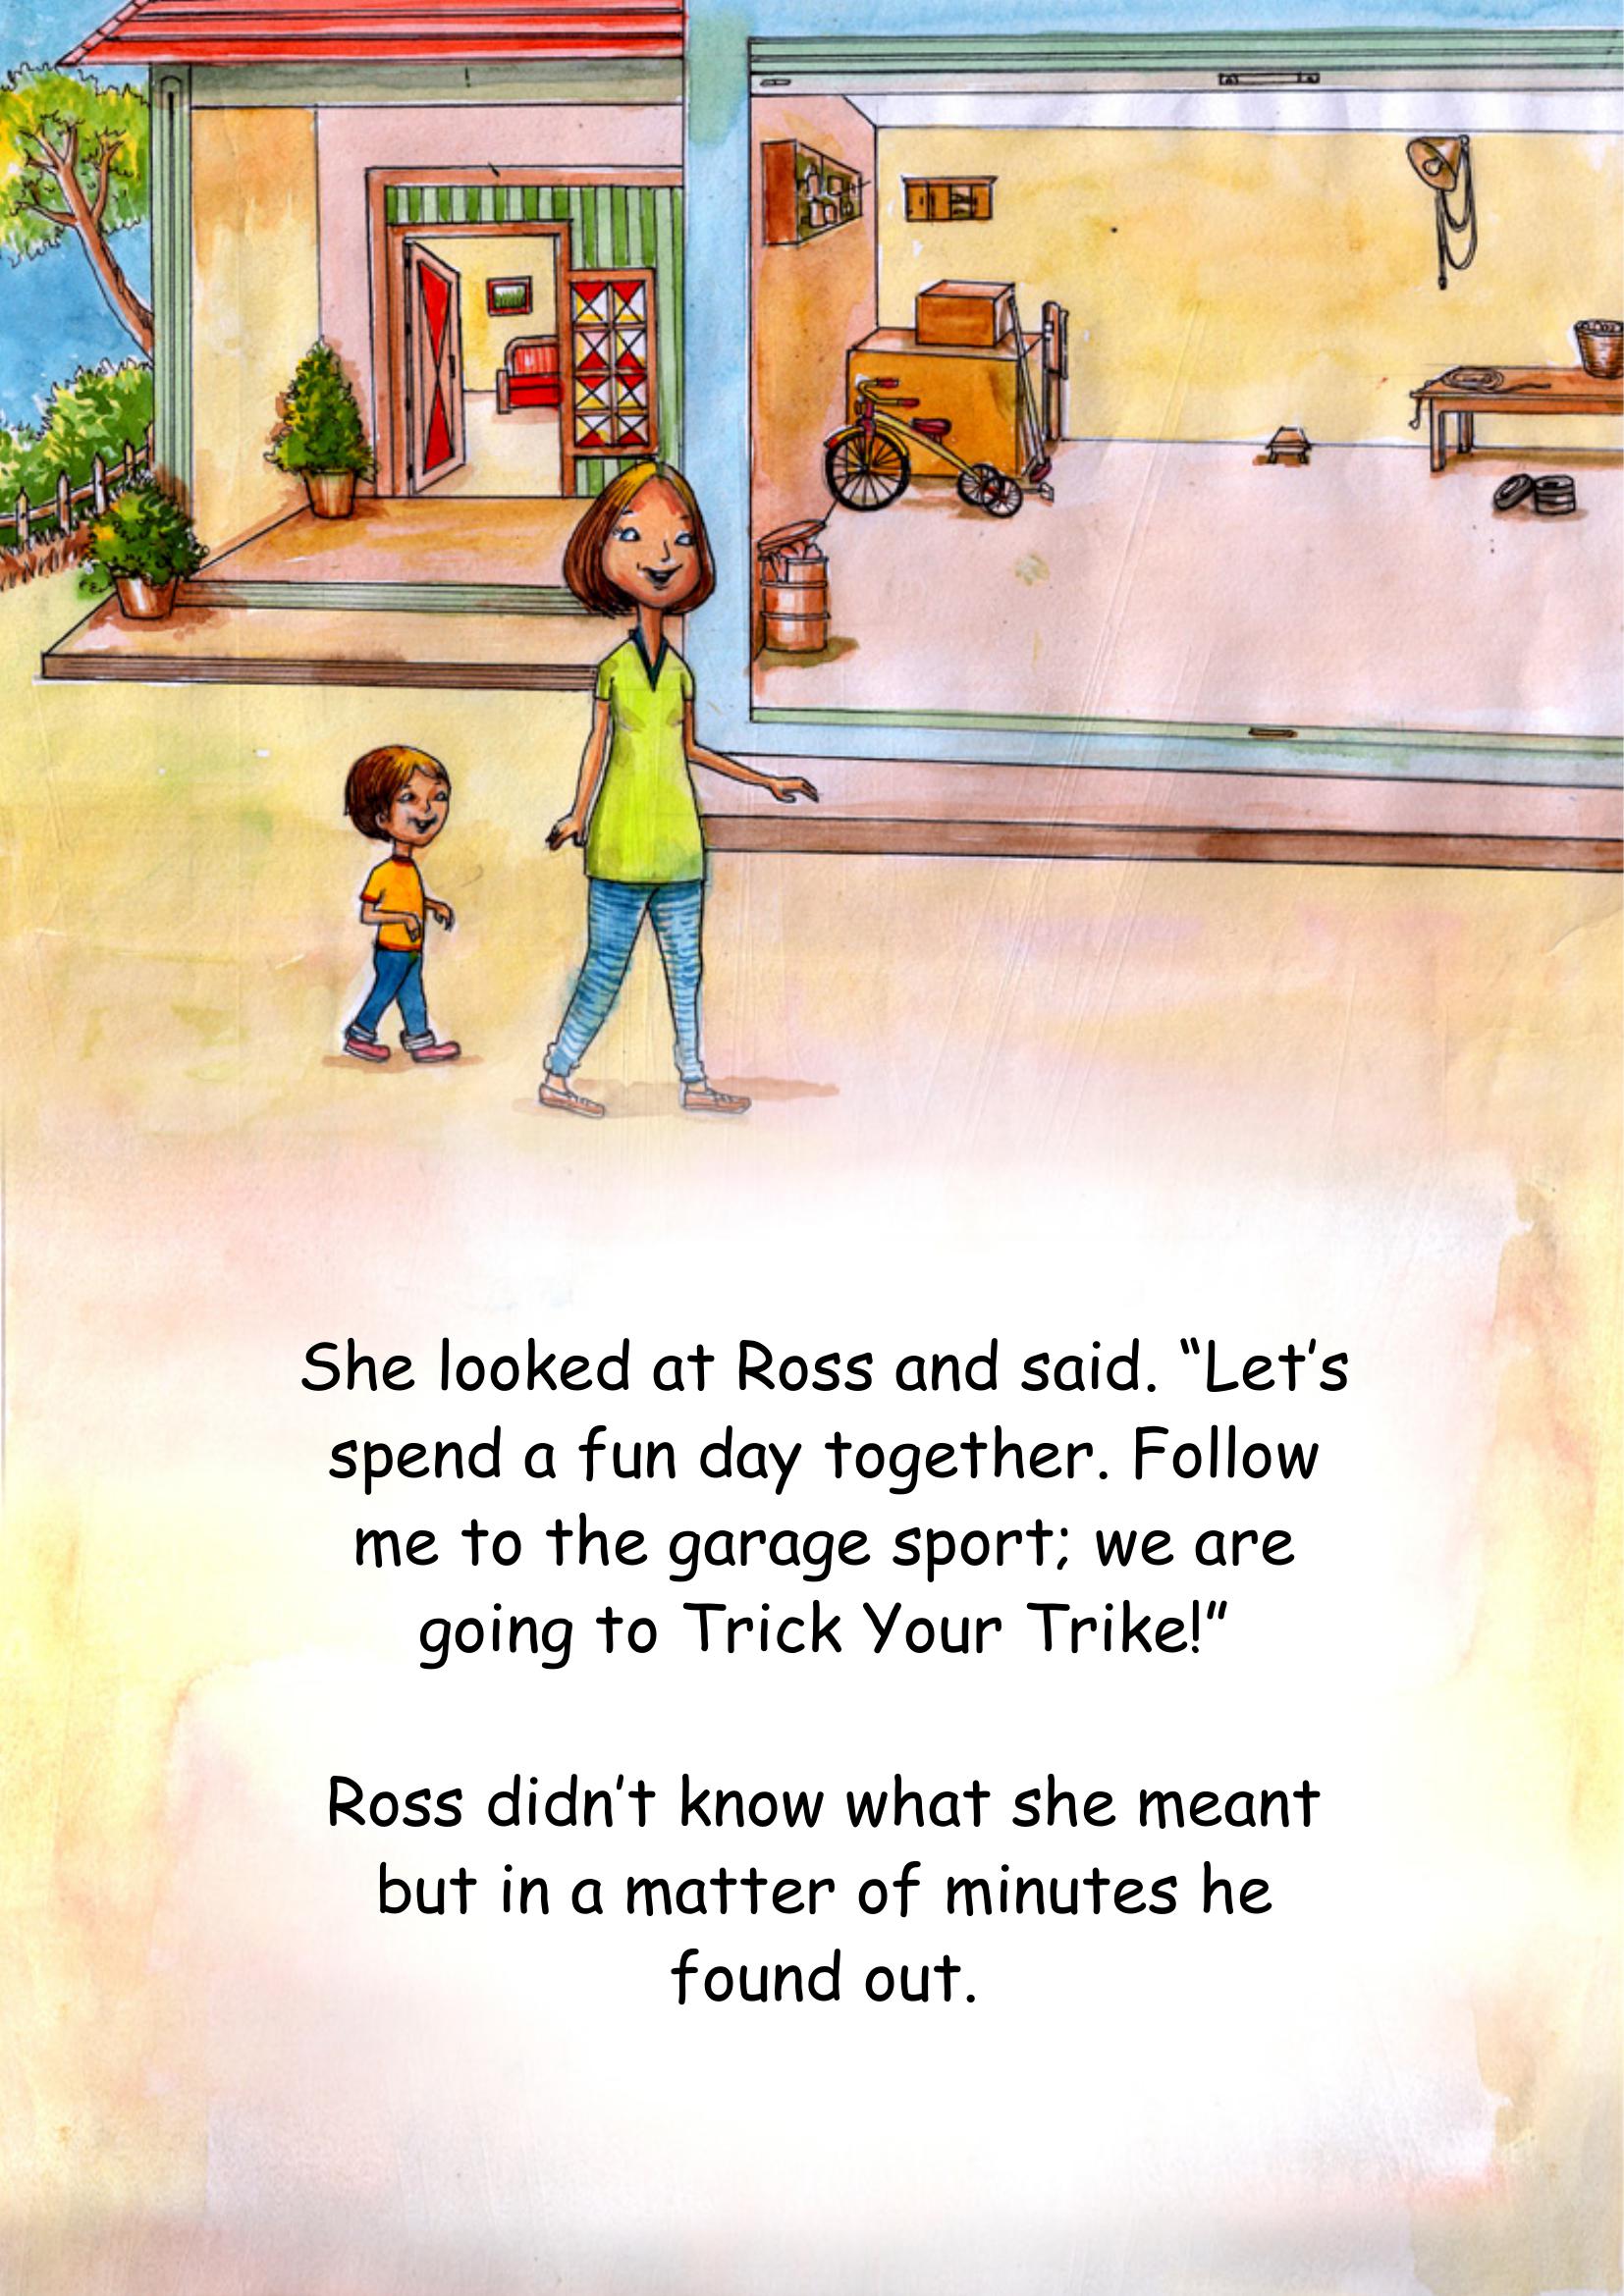 She looked at Ross and said. “Let’s
spend a fun day together. Follow
me to the garage sport; we are
going to Trick Your Trike!”
Ross didn’t know what she meant
but in a matter of minutes he
found out.